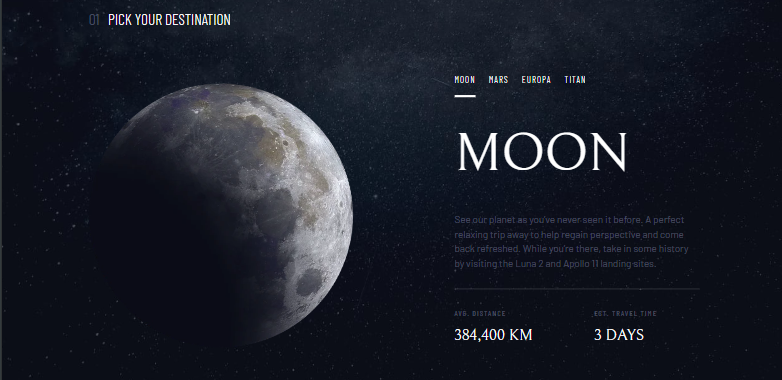 01 PICK YOUR DESTINATION
MOON MARS EUROPA TITAN
MOON
See our planet as you've never seen it before. A perfect
relaxing trip away to help regain perspective and come
back refreshed. While you're there, take in some history
by visiting the Luna 2 and Apollo 11 landing sites.
AVG. DISTANCE EST. TRAVEL TIME
384,400 KM 3 DAYS